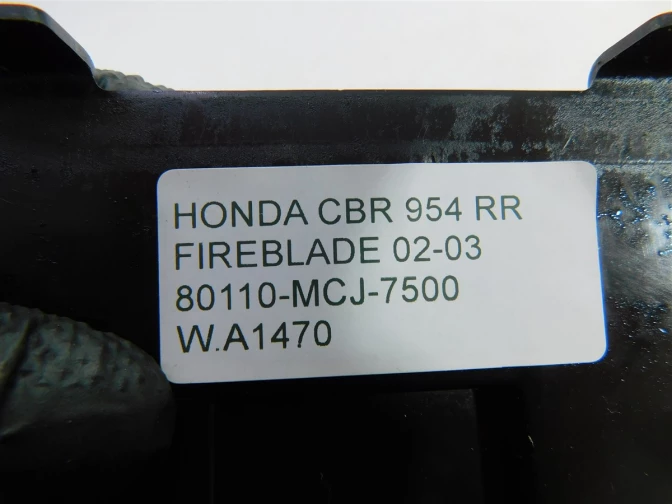 HONDA CBR 954 RR
FIREBLADE 02-03
80110-MCJ-7500
W.A1470